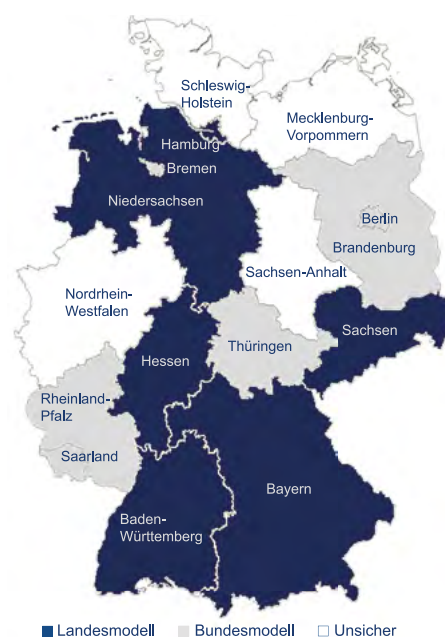 Schleswig-
Holstein
Mecklenburg-
Vorpommern
Hamburg
Bremen
Niedersachsen
Berlin
Brandenburg
Sachsen-Anhalt
Nordrhein-
Westfalen
Sachsen
Thüringen
Hessen
Rheinland-
Pfalz
Saarland
Bayern
Baden-
Württemberg
Landesmodell Bundesmodell Unsicher